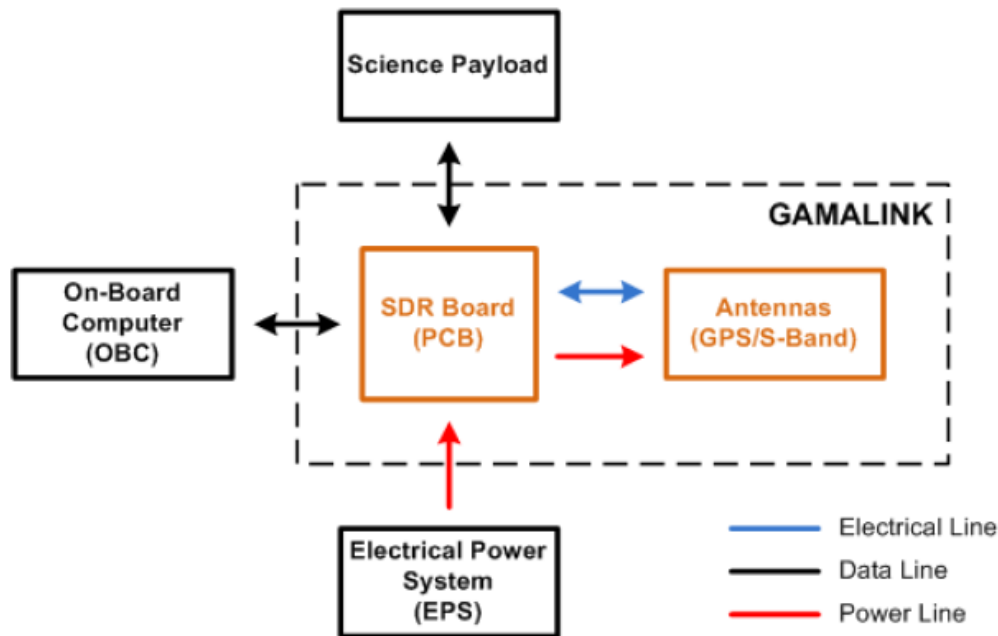 Science Payload
GAMALINK
On-Board
Computer
(OBC)
SDR Board
(PCB)
Antennas
(GPS/S-Band)
Electrical Power
System
(EPS)
Electrical Line
Data Line
Power Line